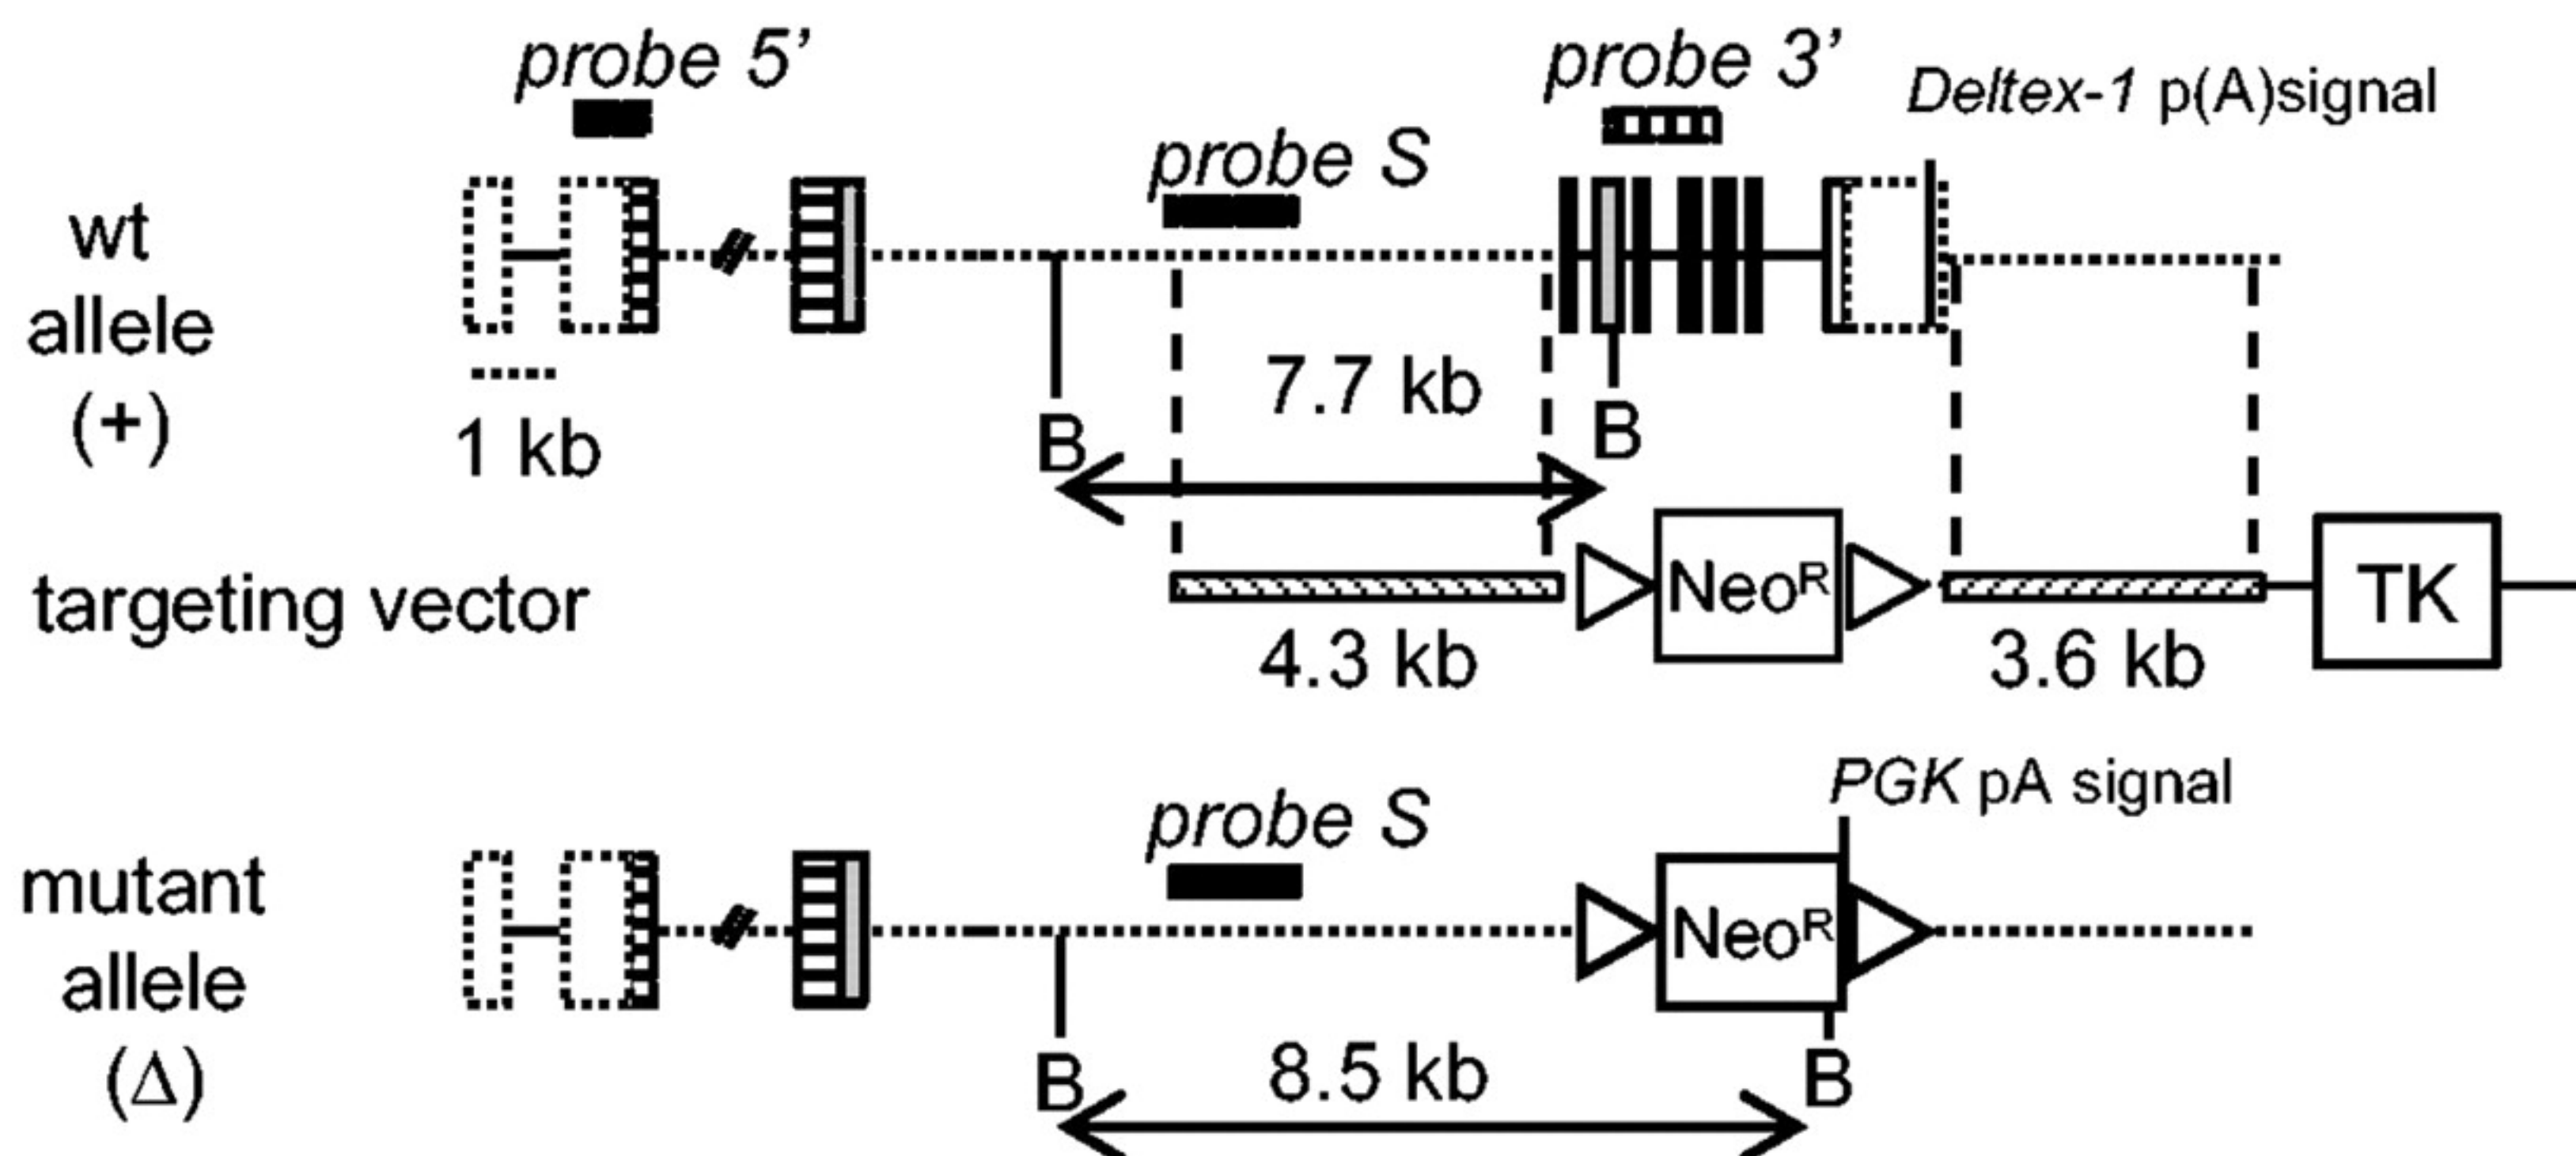 probe 5’
probe 3’
Deltex-1 p(A)signal
probe S
wt
allele
(+)
1 kb
7.7 kb
B
B
targeting vector
NeoR
TK
4.3 kb
3.6 kb
PGK pA signal
probe S
mutant
allele
(Δ)
NeoR
8.5 kb
B
B